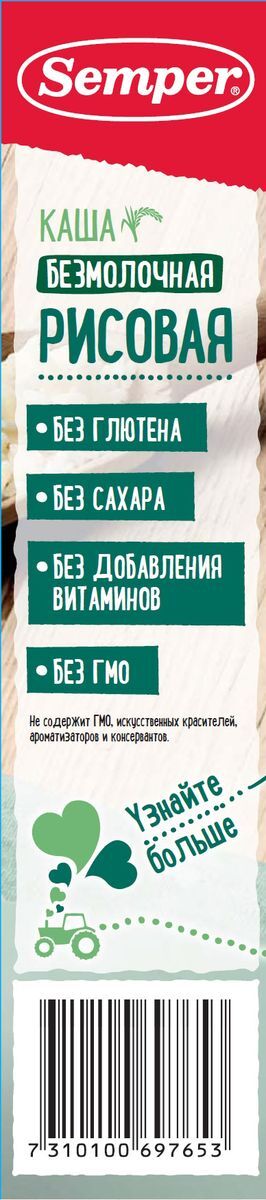 Semper®
КАША
БЕЗМОЛОЧНАЯ
РИСОВАЯ
• БЕЗ ГЛЮТЕНА
• БЕЗ САХАРА
• БЕЗ ДОБАВЛЕНИЯ
ВИТАМИНОВ
• БЕЗ ГМО
Не содержит ГМО, искусственных красителей,
ароматизаторов и консервантов.
Узнайте
больше
7 310100 697653